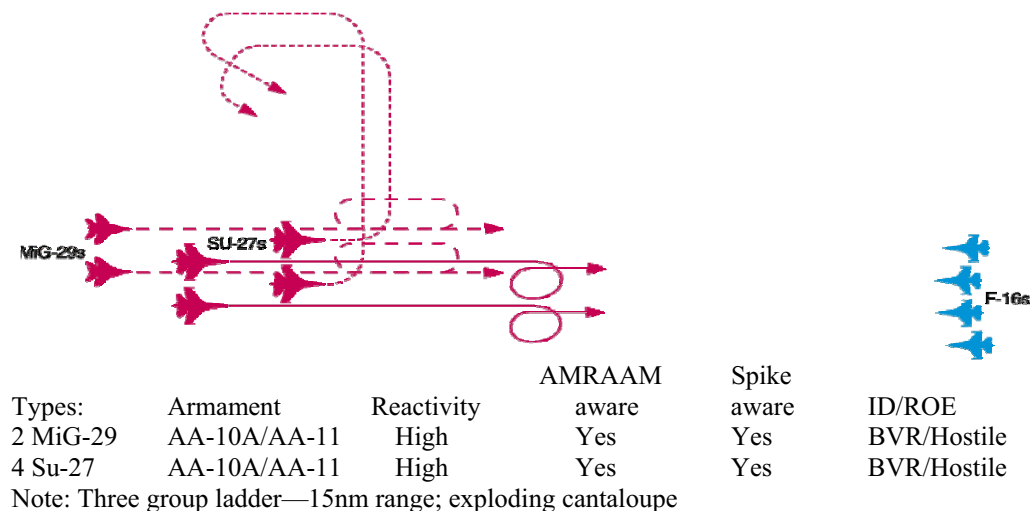 SU-27s
MiG-29s
F-16s
AMRAAM Spike
Types: Armament Reactivity aware aware ID/ROE
2 MiG-29 AA-10A/AA-11 High Yes Yes BVR/Hostile
4 Su-27 AA-10A/AA-11 High Yes Yes BVR/Hostile
Note: Three group ladder—15nm range; exploding cantaloupe